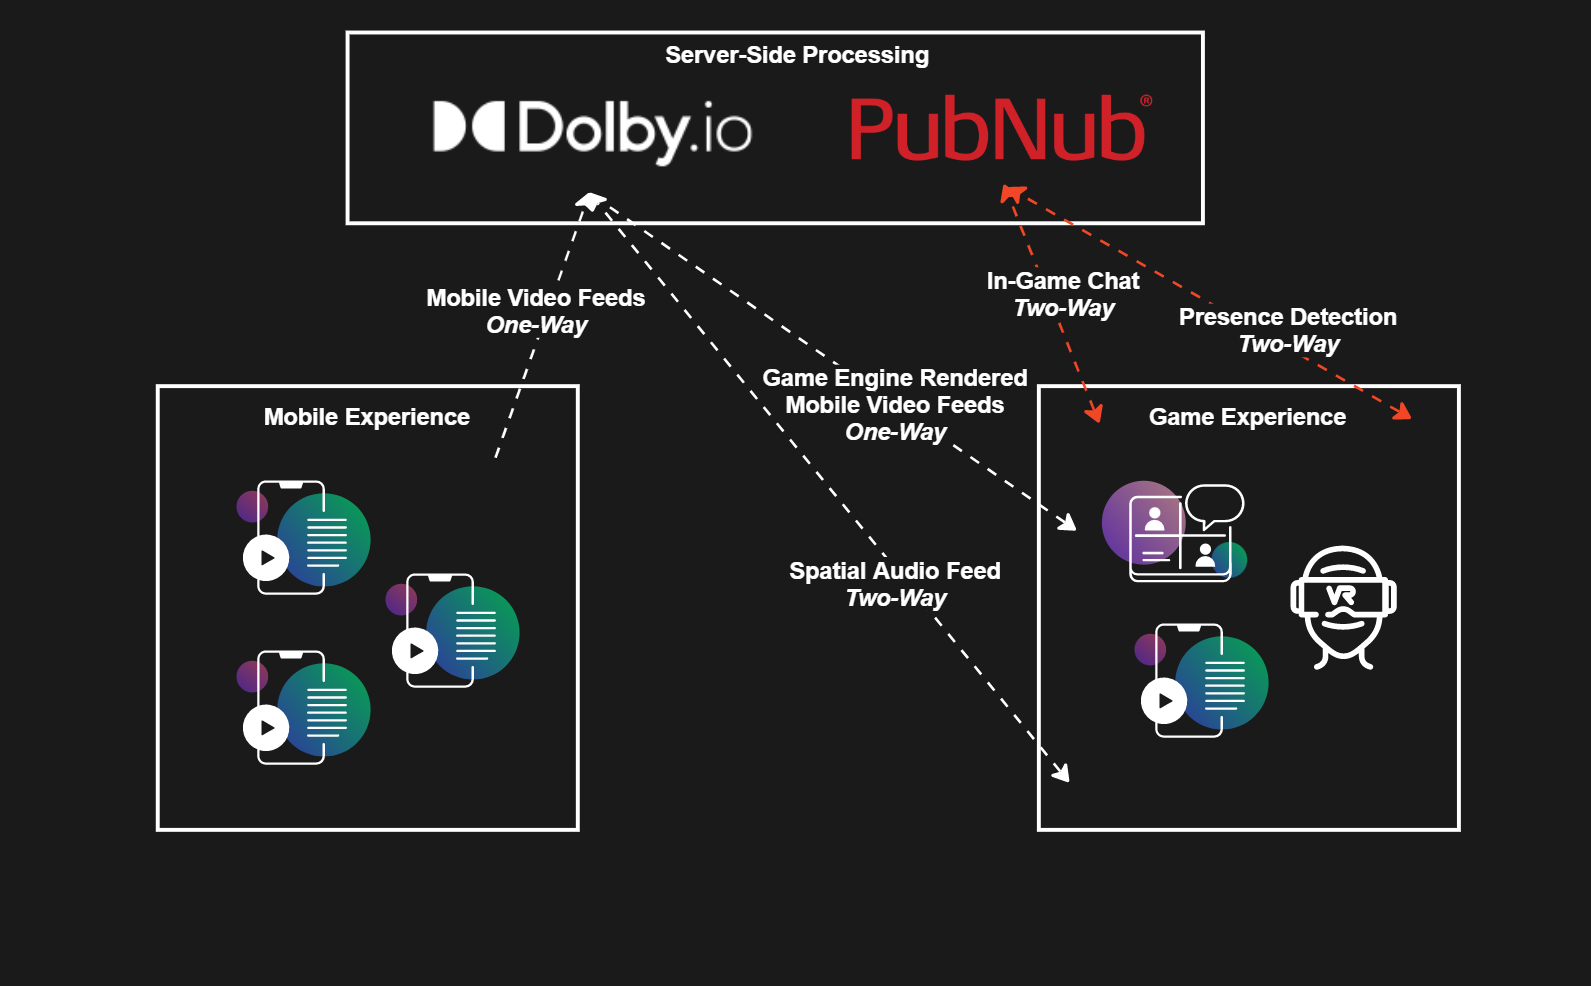 Server-Side Processing
Dolby.io
PubNub®
Mobile Video Feeds
One-Way
In-Game Chat
Two-Way
Presence Detection
Two-Way
Game Engine Rendered
Mobile Video Feeds
One-Way
Mobile Experience
Game Experience
Spatial Audio Feed
Two-Way
VR